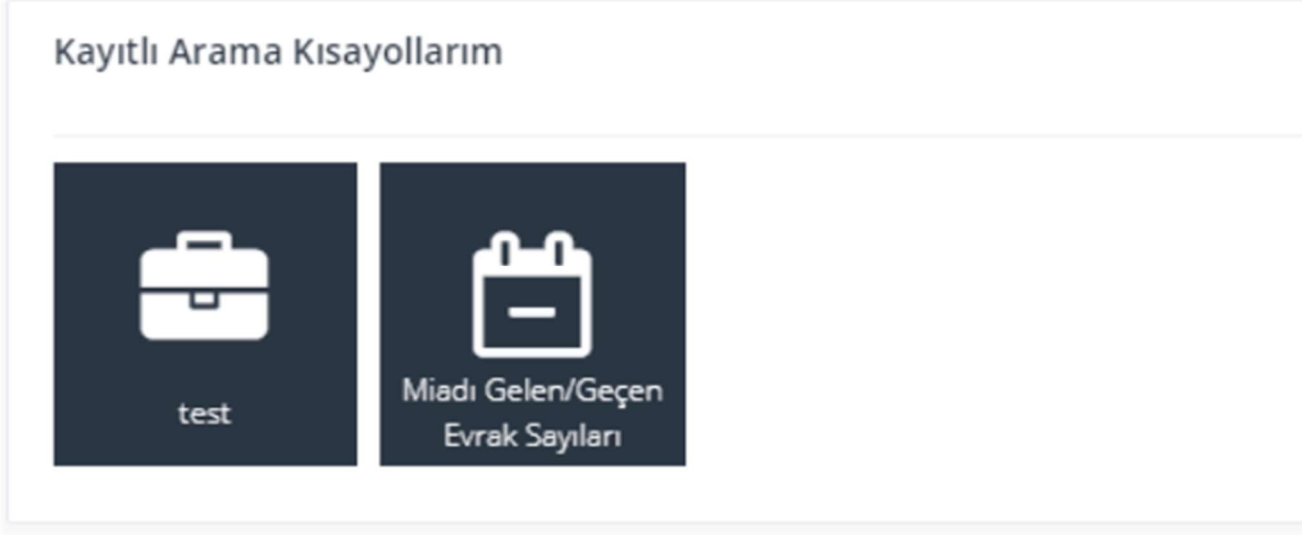 Kayıtlı Arama Kısayollarım
test
Miadı Gelen/Geçen
Evrak Sayıları